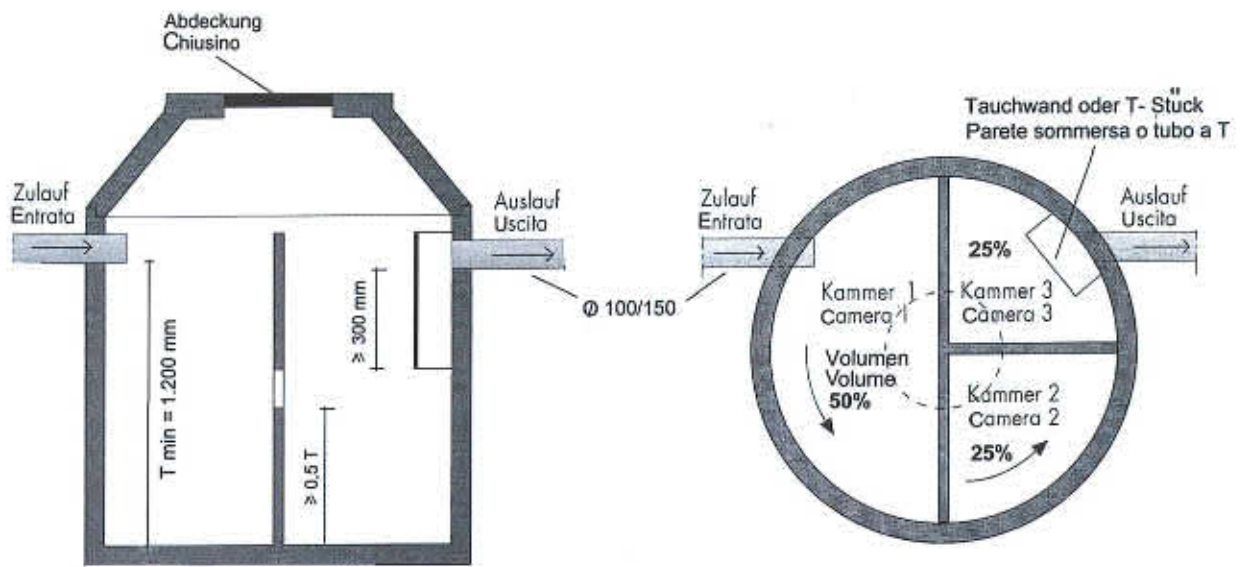 Abdeckung
Chiusino
Zulauf
Entrata
Auslauf
Uscita
T min = 1.200 mm
≥ 0,5 T
≥ 300 mm
Φ 100/150
Tauchwand oder T- Stück
Parete sommersa o tubo a T
Zulauf
Entrata
Auslauf
Uscita
25%
Kammer 1
Camera 1
Kammer 3
Camera 3
Volumen
Volume
50%
Kammer 2
Camera 2
25%